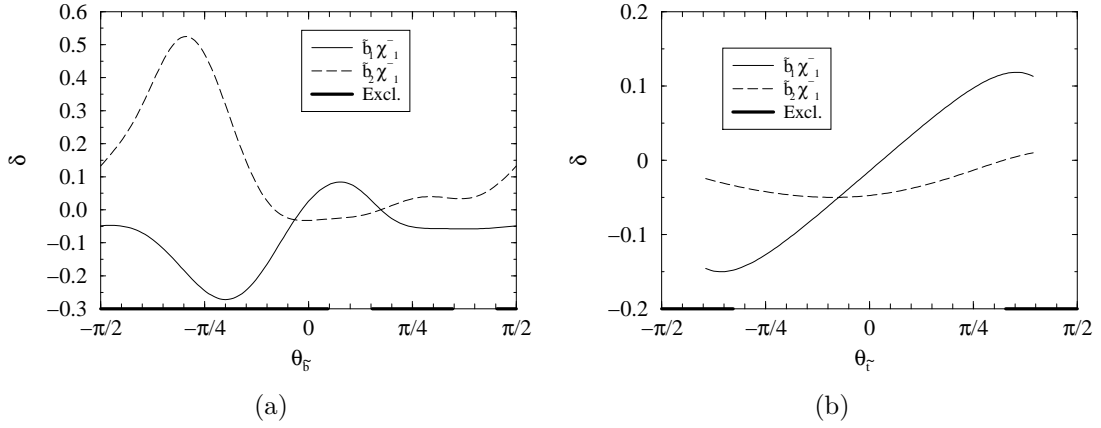 0.6
0.5
0.4
0.3
0.2
0.1
0.0
−0.1
−0.2
−0.3
δ
b̃₁χ⁻₁
b̃₂χ⁻₁
Excl.
−π/2 −π/4 0 π/4 π/2
θ_b̃
(a)
0.2
0.1
0
−0.1
−0.2
δ
b̃₁χ⁻₁
b̃₂χ⁻₁
Excl.
−π/2 −π/4 0 π/4 π/2
θ_t̃
(b)